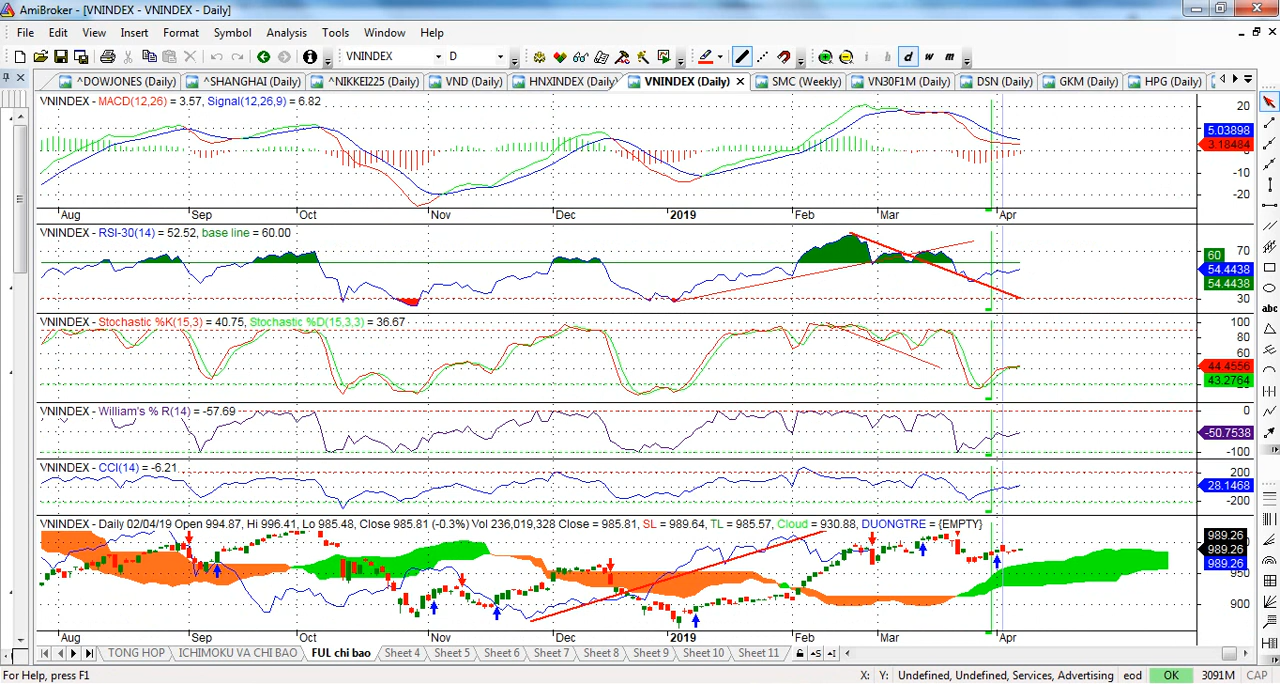 AmiBroker - [VNINDEX - VNINDEX - Daily]
File Edit View Insert Format Symbol Analysis Tools Window Help
VNINDEX D i h d w m
^DOWJONES (Daily) ^SHANGHAI (Daily) ^NIKKEI225 (Daily) VND (Daily) HNXINDEX (Daily) VNINDEX (Daily) SMC (Weekly) VN30F1M (Daily) DSN (Daily) GKM (Daily) HPG (Daily)
VNINDEX - MACD(12,26) = 3.57, Signal(12,26,9) = 6.82
20
5.03898
3.18484
-10
-20
Aug Sep Oct Nov Dec 2019 Feb Mar Apr
VNINDEX - RSI-30(14) = 52.52, base line = 60.00
70
60
54.4438
54.4438
30
VNINDEX - Stochastic %K(15,3) = 40.75, Stochastic %D(15,3,3) = 36.67
100
80
60
44.4556
43.2764
VNINDEX - William's % R(14) = -57.69
0
-50.7538
-100
VNINDEX - CCI(14) = -6.21
200
28.1468
-200
VNINDEX - Daily 02/04/19 Open 994.87, Hi 996.41, Lo 985.48, Close 985.81 (-0.3%) Vol 236,019,328 Close = 985.81, SL = 989.64, TL = 985.57, Cloud = 930.88, DUONGTRE = {EMPTY}
989.26
989.26
989.26
950
900
Aug Sep Oct Nov Dec 2019 Feb Mar Apr
TONG HOP ICHIMOKU VA CHI BAO FUL chi bao Sheet 4 Sheet 5 Sheet 6 Sheet 7 Sheet 8 Sheet 9 Sheet 10 Sheet 11
abc
For Help, press F1 X: Y: Undefined, Undefined, Services, Advertising eod OK 3091M CAP